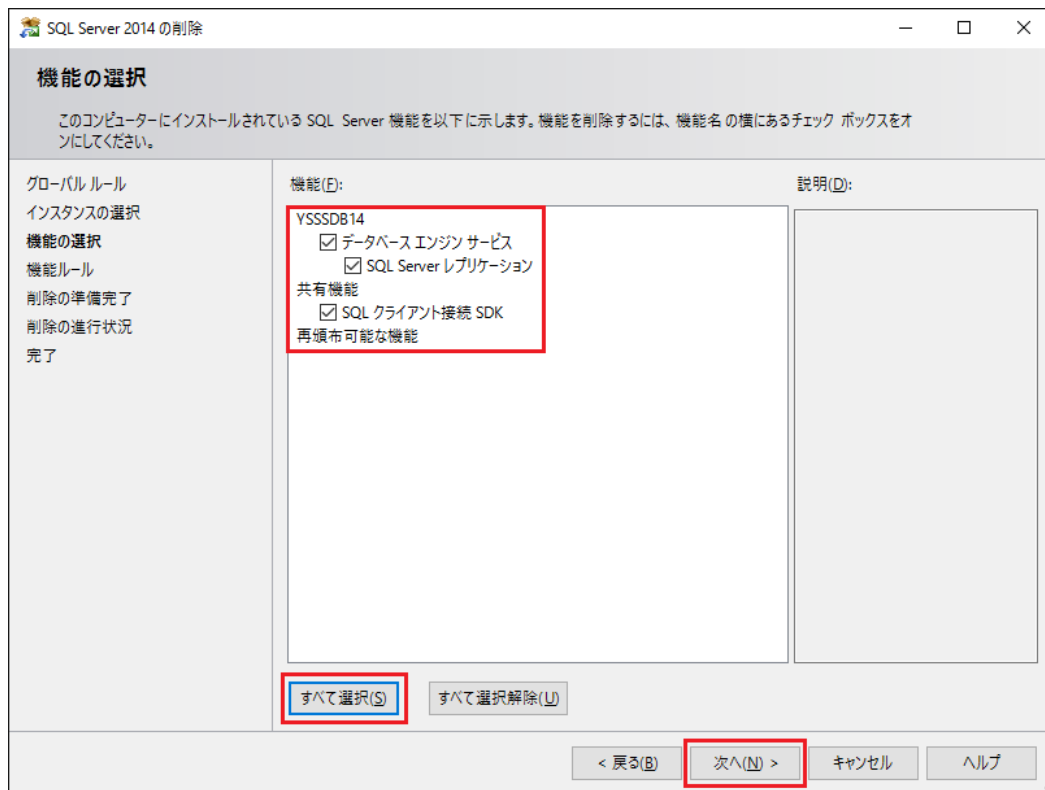 SQL Server 2014 の削除
機能の選択
このコンピューターにインストールされている SQL Server 機能を以下に示します。機能を削除するには、機能名 の横にあるチェック ボックスをオ
ンにしてください。
グローバル ルール
インスタンスの選択
機能の選択
機能ルール
削除の準備完了
削除の進行状況
完了
機能(F):
YSSSDB14
データベース エンジン サービス
SQL Server レプリケーション
共有機能
SQL クライアント接続 SDK
再頒布可能な機能
説明(D):
すべて選択(S)
すべて選択解除(U)
< 戻る(B)
次へ(N) >
キャンセル
ヘルプ